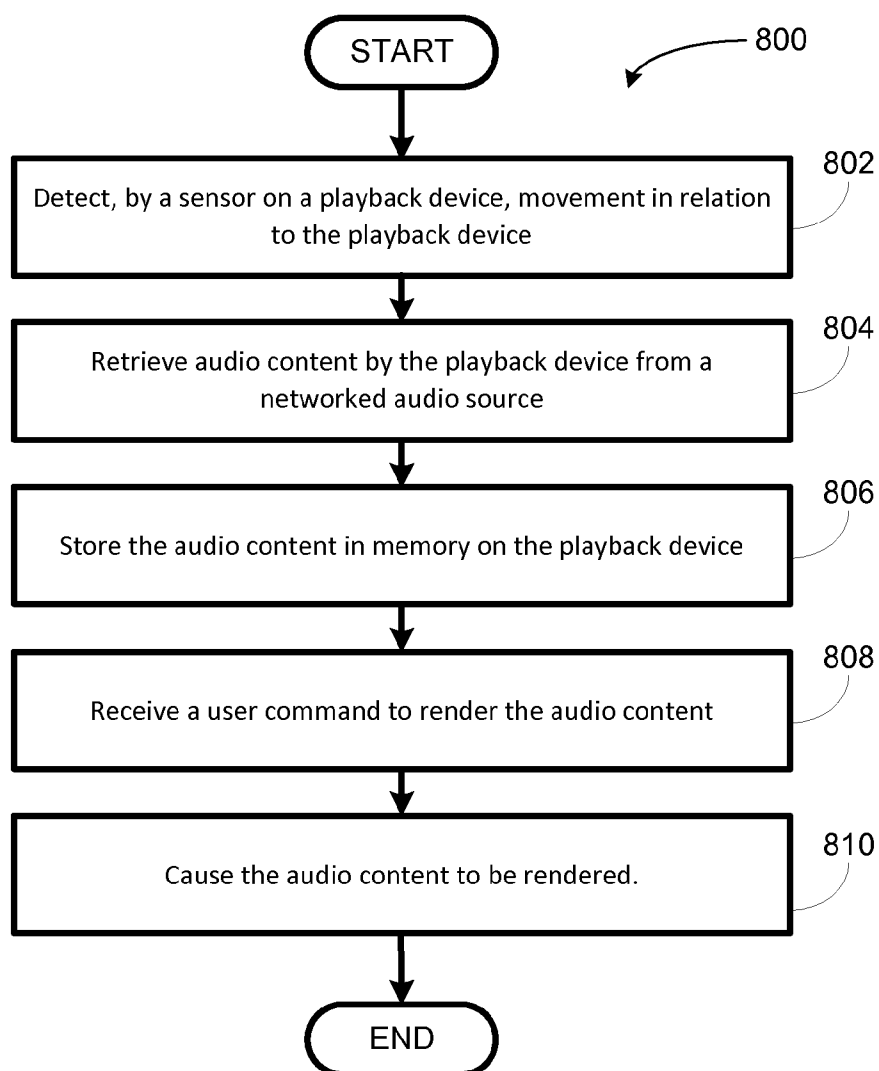 START
800
802
Detect, by a sensor on a playback device, movement in relation
to the playback device
804
Retrieve audio content by the playback device from a
networked audio source
806
Store the audio content in memory on the playback device
808
Receive a user command to render the audio content
810
Cause the audio content to be rendered.
END